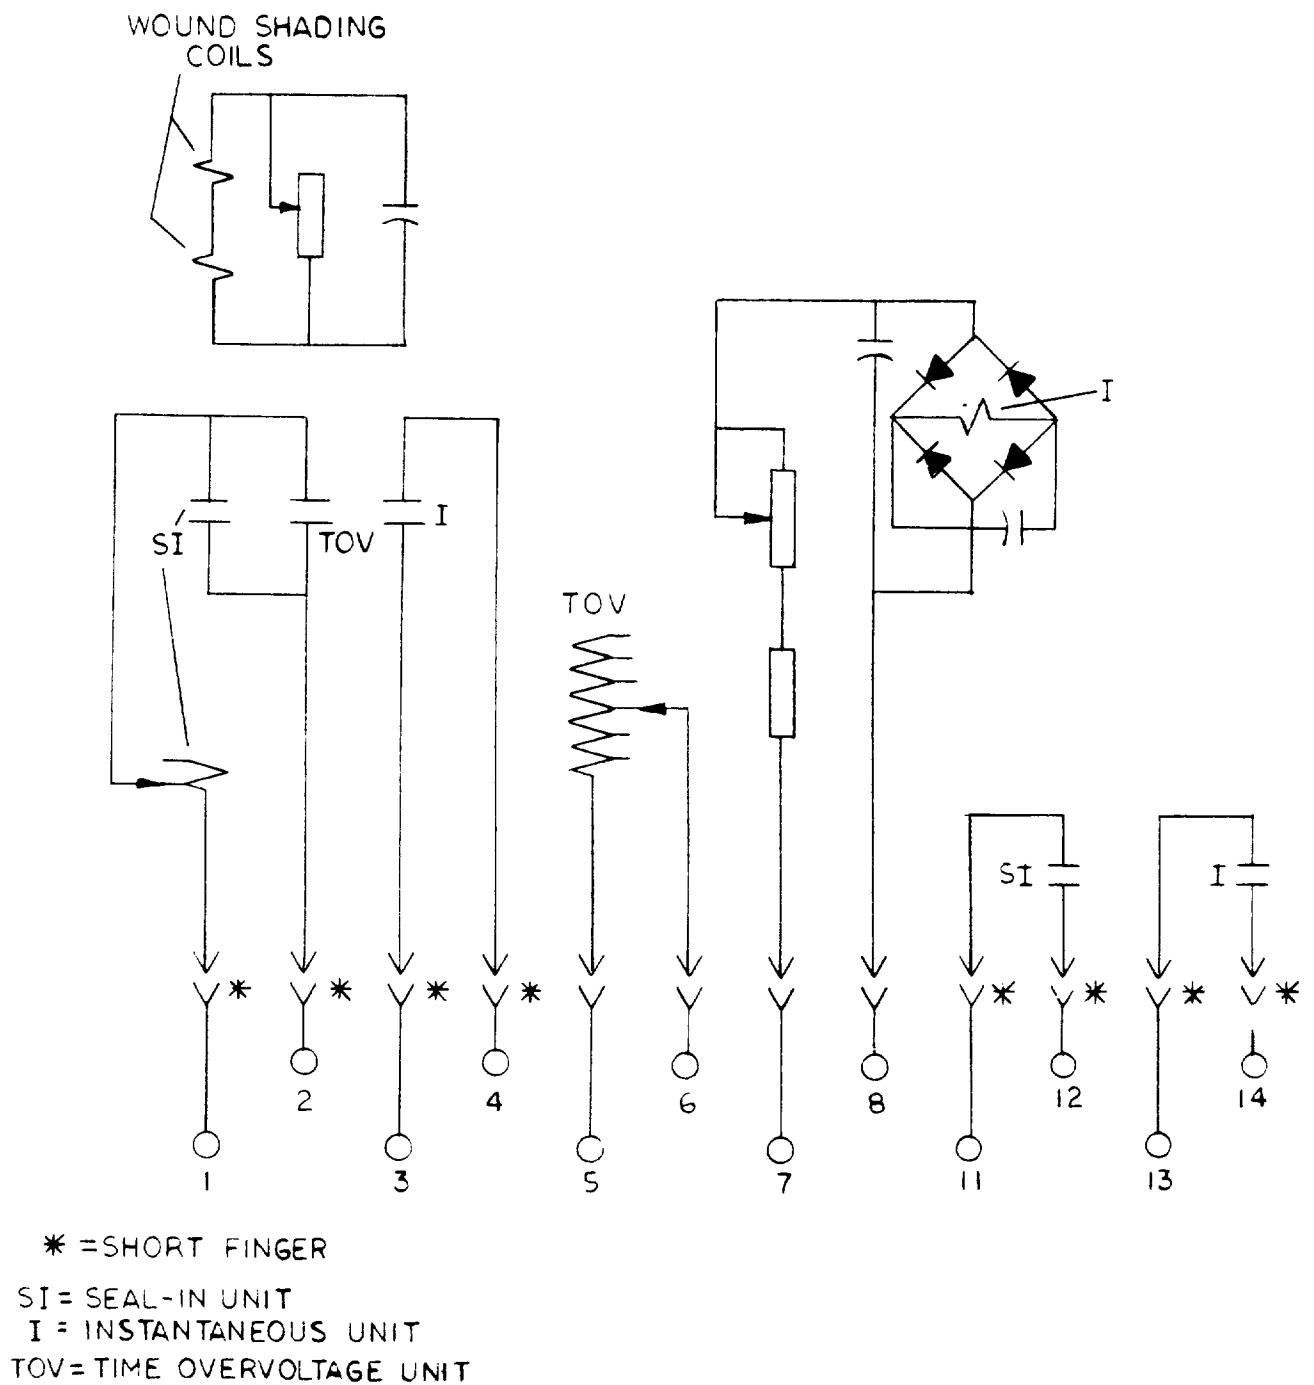 WOUND SHADING
COILS
I
I
SI
TOV
TOV
SI
I
*
*
*
*
*
*
*
*
2
4
6
8
12
14
1
3
5
7
11
13
* =SHORT FINGER
SI = SEAL-IN UNIT
I = INSTANTANEOUS UNIT
TOV = TIME OVERVOLTAGE UNIT